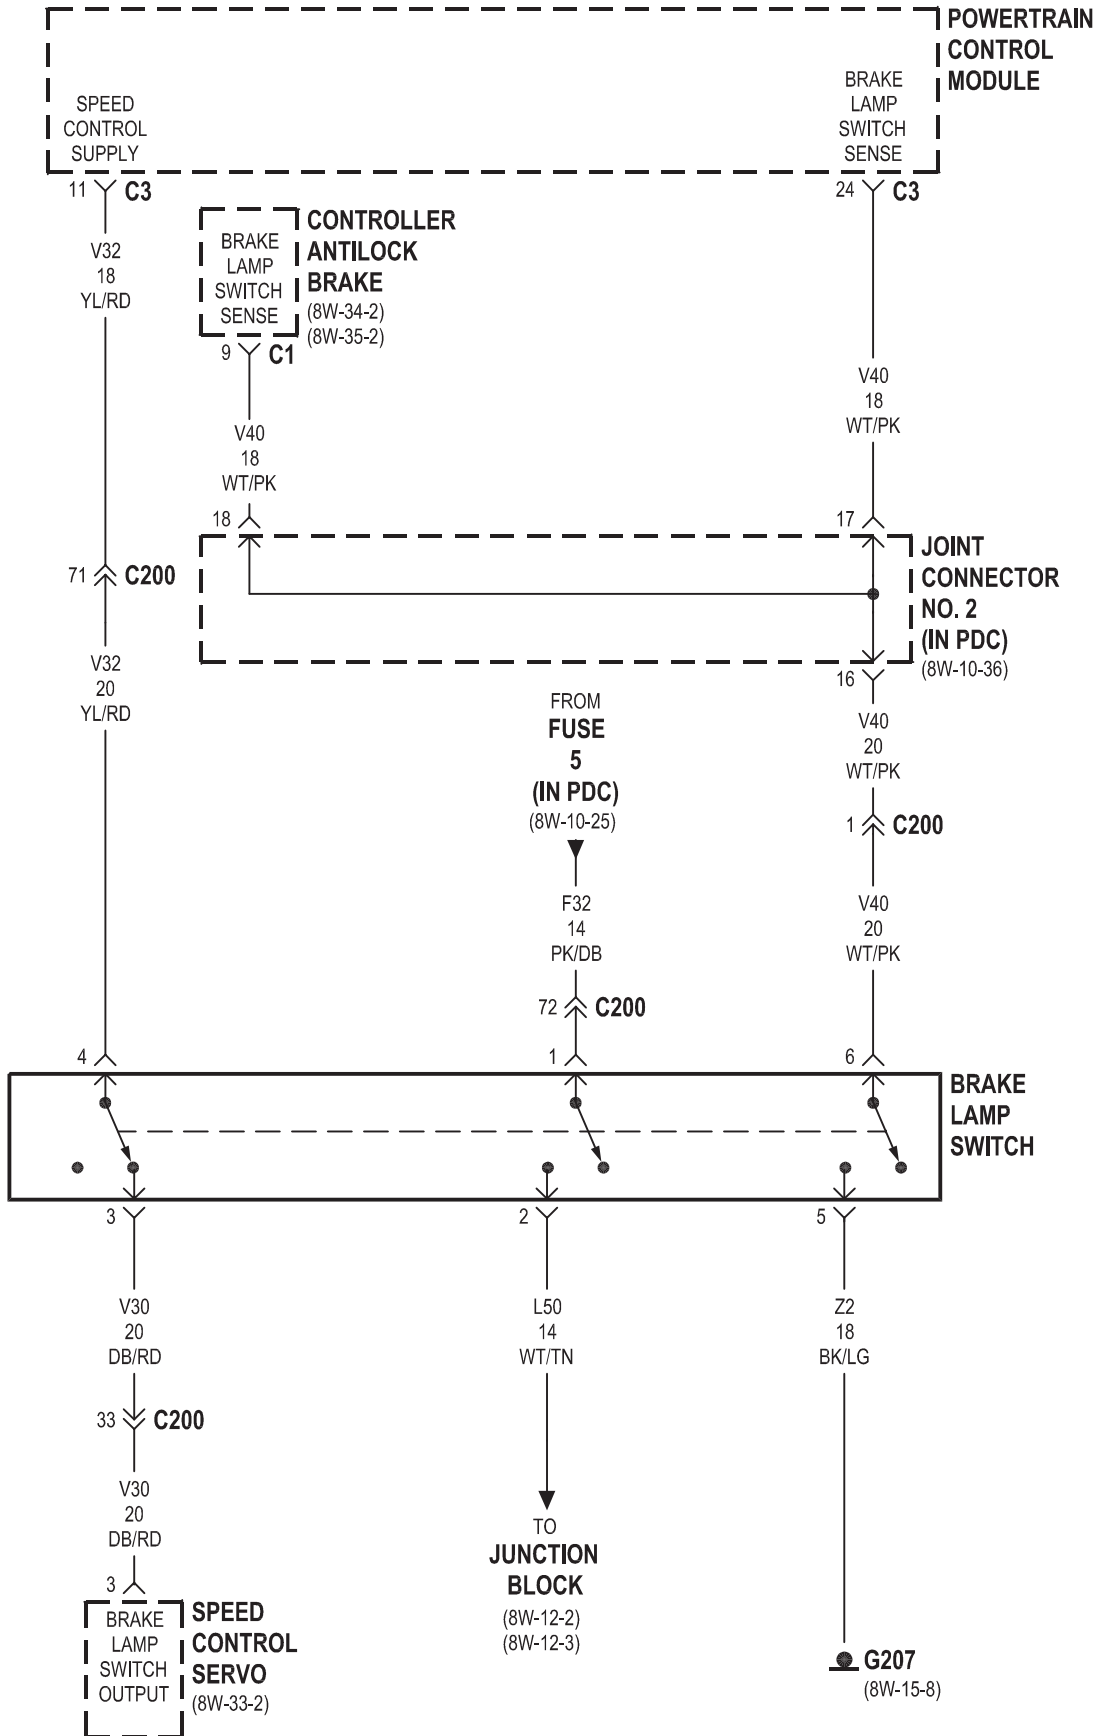 POWERTRAIN
CONTROL
MODULE
BRAKE
LAMP
SWITCH
SENSE
SPEED
CONTROL
SUPPLY
11
C3
24
C3
V32
18
YL/RD
BRAKE
LAMP
SWITCH
SENSE
CONTROLLER
ANTILOCK
BRAKE
(8W-34-2)
(8W-35-2)
9
C1
V40
18
WT/PK
V40
18
WT/PK
18
17
71
C200
JOINT
CONNECTOR
NO. 2
(IN PDC)
(8W-10-36)
16
V32
20
YL/RD
FROM
FUSE
5
(IN PDC)
(8W-10-25)
V40
20
WT/PK
1
C200
F32
14
PK/DB
V40
20
WT/PK
72
C200
4
1
6
BRAKE
LAMP
SWITCH
3
2
5
V30
20
DB/RD
L50
14
WT/TN
Z2
18
BK/LG
33
C200
V30
20
DB/RD
TO
JUNCTION
BLOCK
(8W-12-2)
(8W-12-3)
3
BRAKE
LAMP
SWITCH
OUTPUT
SPEED
CONTROL
SERVO
(8W-33-2)
G207
(8W-15-8)